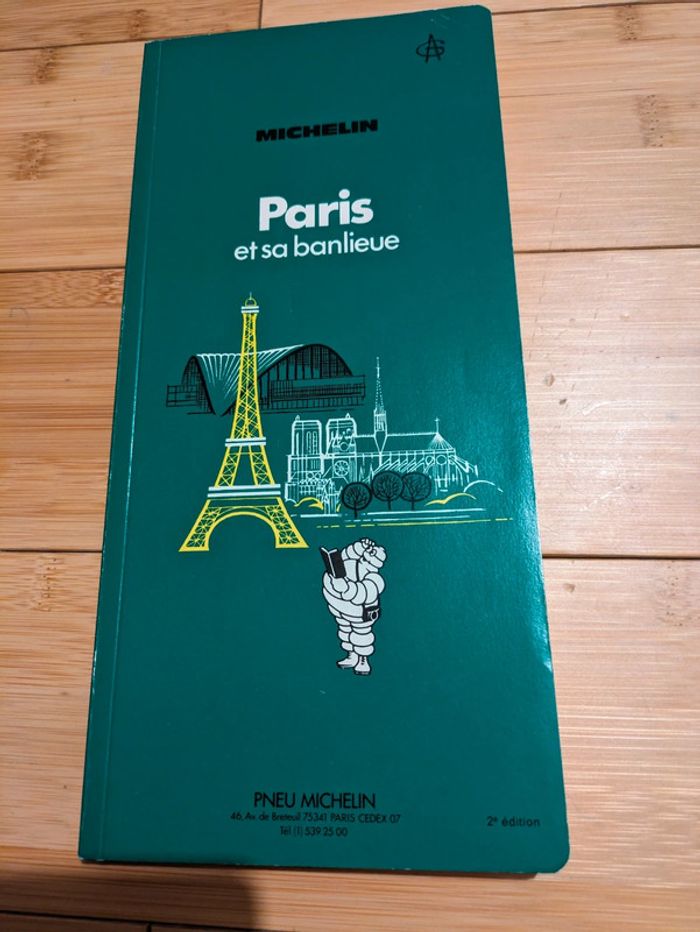 MICHELIN
Paris
et sa banlieue
PNEU MICHELIN
46, Av. de Breteuil 75341 PARIS CEDEX 07
Tél (1) 539 25 00
2e édition